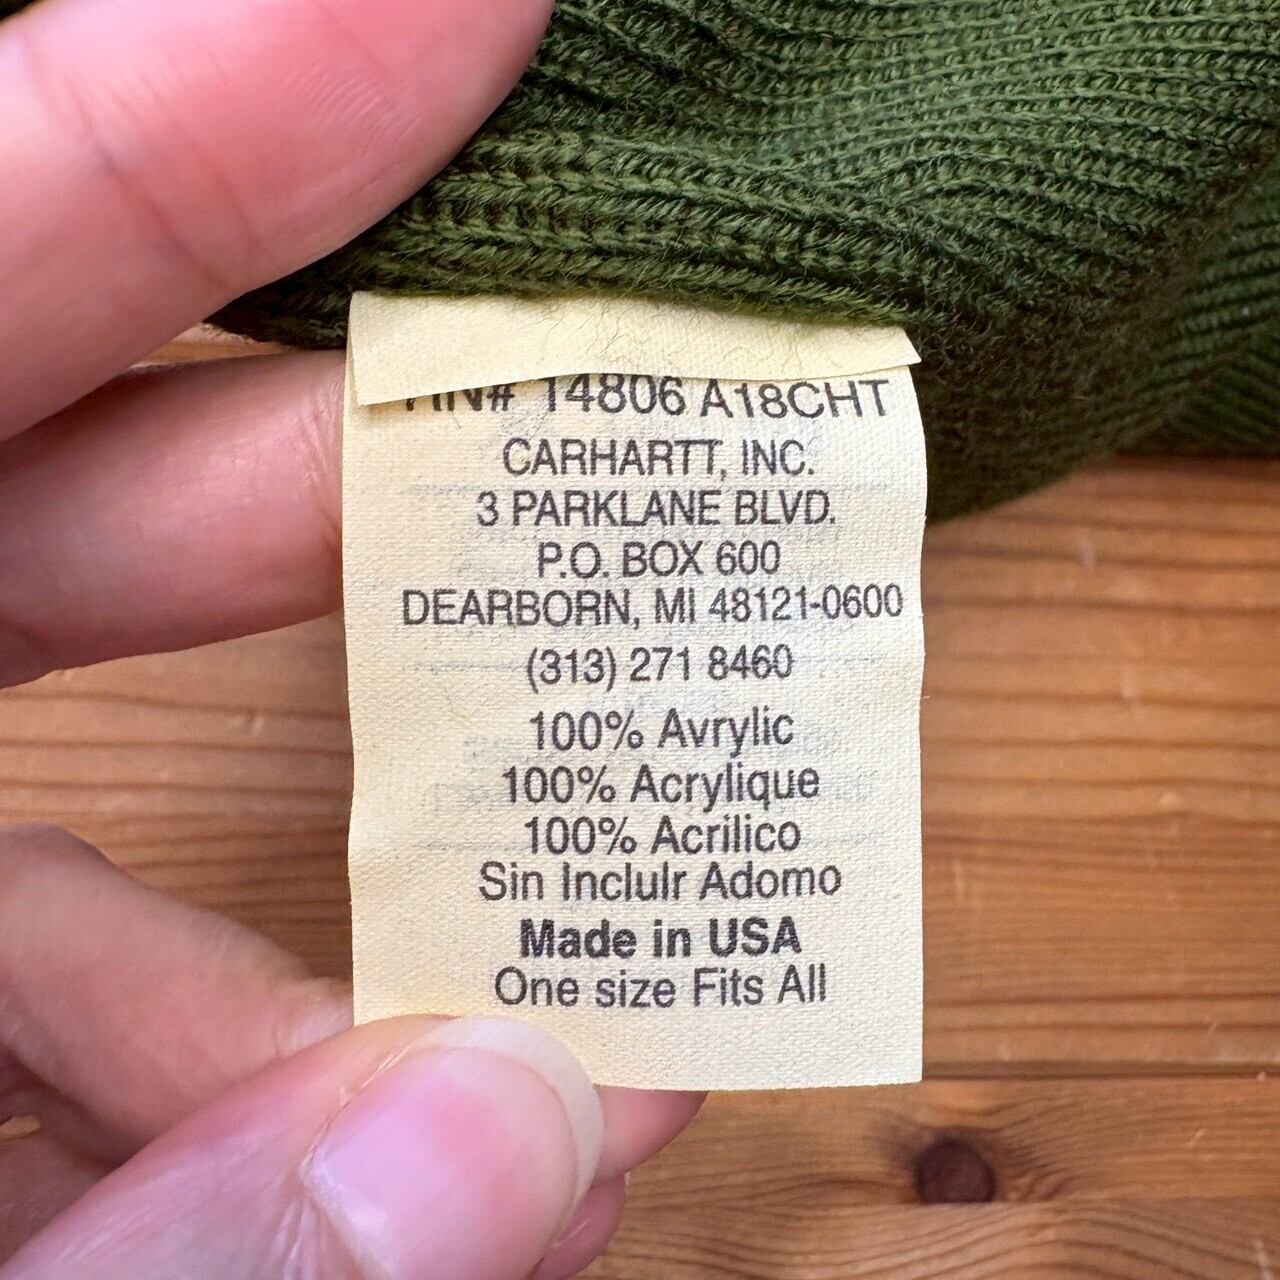 14806 A18CHT
CARHARTT, INC.
3 PARKLANE BLVD.
P.O. BOX 600
DEARBORN, MI 48121-0600
(313) 271 8460
100% Avrylic
100% Acrylique
100% Acrilico
Sin Inclulr Adomo
Made in USA
One size Fits All